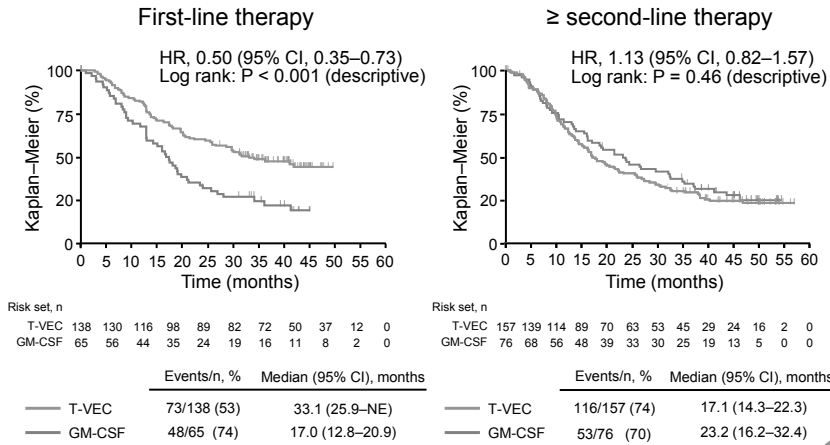 First-line therapy
HR, 0.50 (95% CI, 0.35–0.73)
Log rank: P < 0.001 (descriptive)
Kaplan–Meier (%)
100
75
50
20
0
0 5 10 15 20 25 30 35 40 45 50 55 60
Time (months)
Risk set, n
T-VEC 138 130 116 98 89 82 72 50 37 12 0
GM-CSF 65 56 44 35 24 19 16 11 8 2 0
Events/n, % Median (95% CI), months
T-VEC 73/138 (53) 33.1 (25.9–NE)
GM-CSF 48/65 (74) 17.0 (12.8–20.9)
≥ second-line therapy
HR, 1.13 (95% CI, 0.82–1.57)
Log rank: P = 0.46 (descriptive)
Kaplan–Meier (%)
100
75
50
20
0
0 5 10 15 20 25 30 35 40 45 50 55 60
Time (months)
Risk set, n
T-VEC 157 139 114 89 70 63 53 45 29 24 16 2 0
GM-CSF 76 68 56 48 39 33 30 25 19 13 5 0 0
Events/n, % Median (95% CI), months
T-VEC 116/157 (74) 17.1 (14.3–22.3)
GM-CSF 53/76 (70) 23.2 (16.2–32.4)